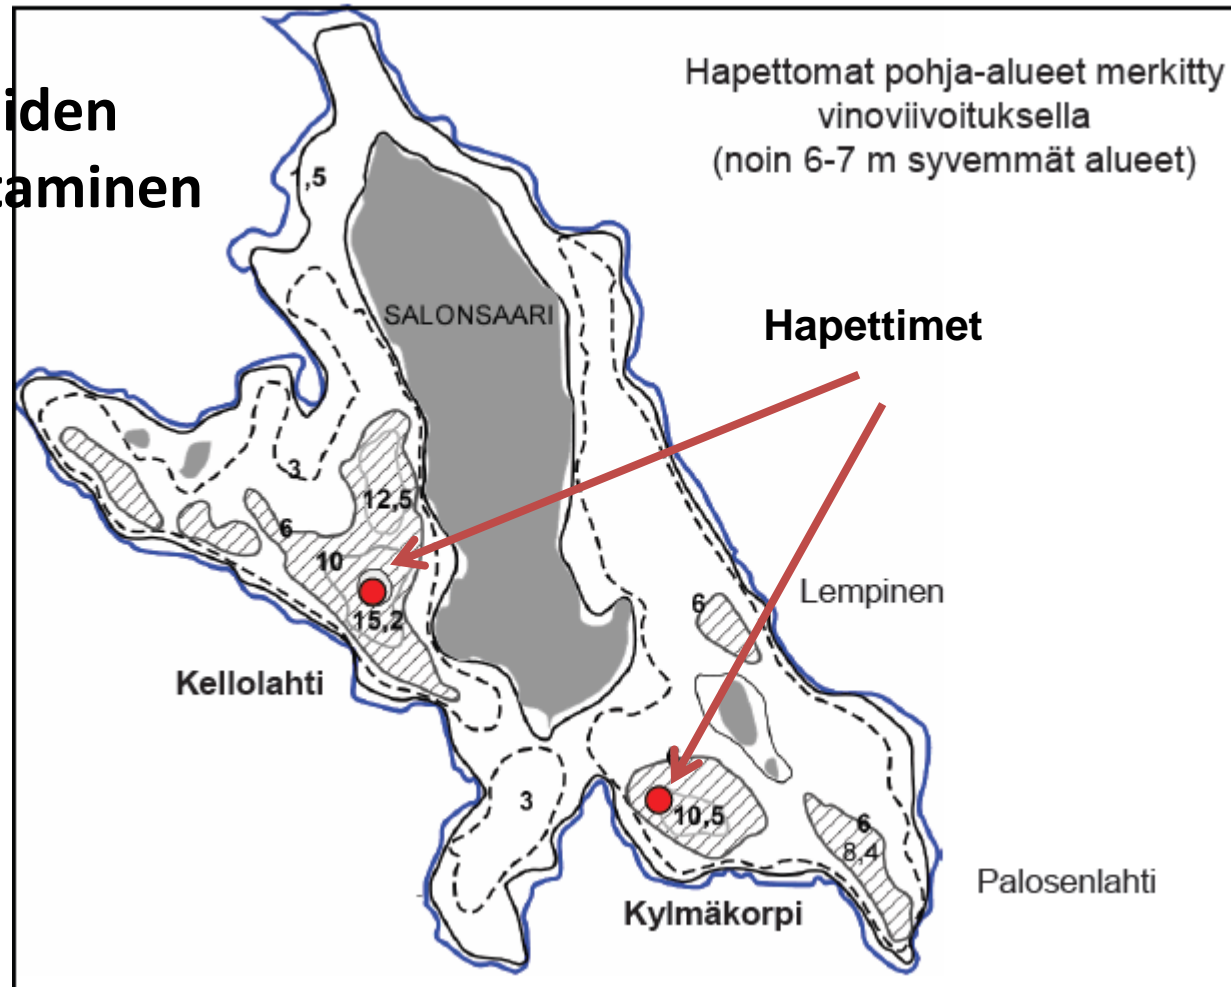 Hapettomat pohja-alueet merkitty
vinoviivoituksella
(noin 6-7 m syvemmät alueet)
iden
taminen
1,5
SALONSAARI
Hapettimet
3
12,5
6
10
15,2
Kellolahti
6
Lempinen
3
10,5
6
8,4
Palosenlahti
Kylmäkorpi